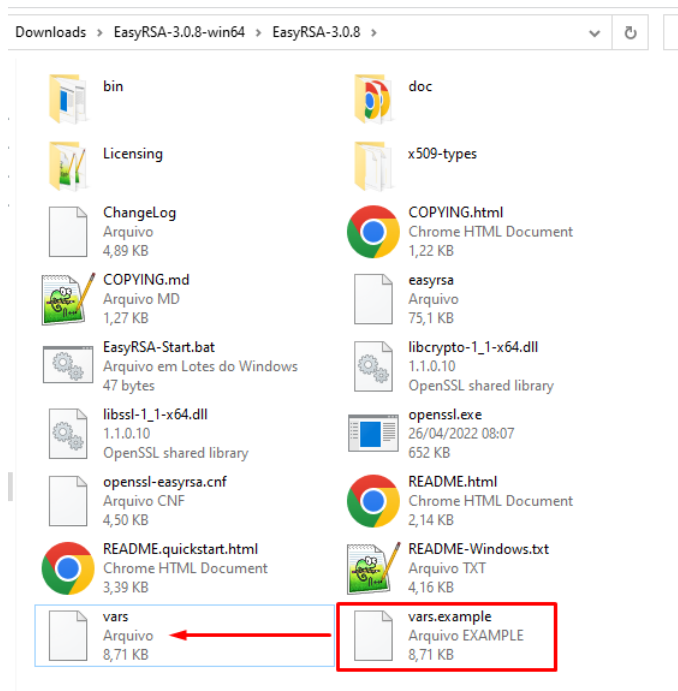 Downloads > EasyRSA-3.0.8-win64 > EasyRSA-3.0.8 >
bin
doc
Licensing
x509-types
ChangeLog
Arquivo
4,89 KB
COPYING.html
Chrome HTML Document
1,22 KB
COPYING.md
Arquivo MD
1,27 KB
easyrsa
Arquivo
75,1 KB
EasyRSA-Start.bat
Arquivo em Lotes do Windows
47 bytes
libcrypto-1_1-x64.dll
1.1.0.10
OpenSSL shared library
libssl-1_1-x64.dll
1.1.0.10
OpenSSL shared library
openssl.exe
26/04/2022 08:07
652 KB
openssl-easyrsa.cnf
Arquivo CNF
4,50 KB
README.html
Chrome HTML Document
2,14 KB
README.quickstart.html
Chrome HTML Document
3,39 KB
README-Windows.txt
Arquivo TXT
4,16 KB
vars
Arquivo
8,71 KB
vars.example
Arquivo EXAMPLE
8,71 KB